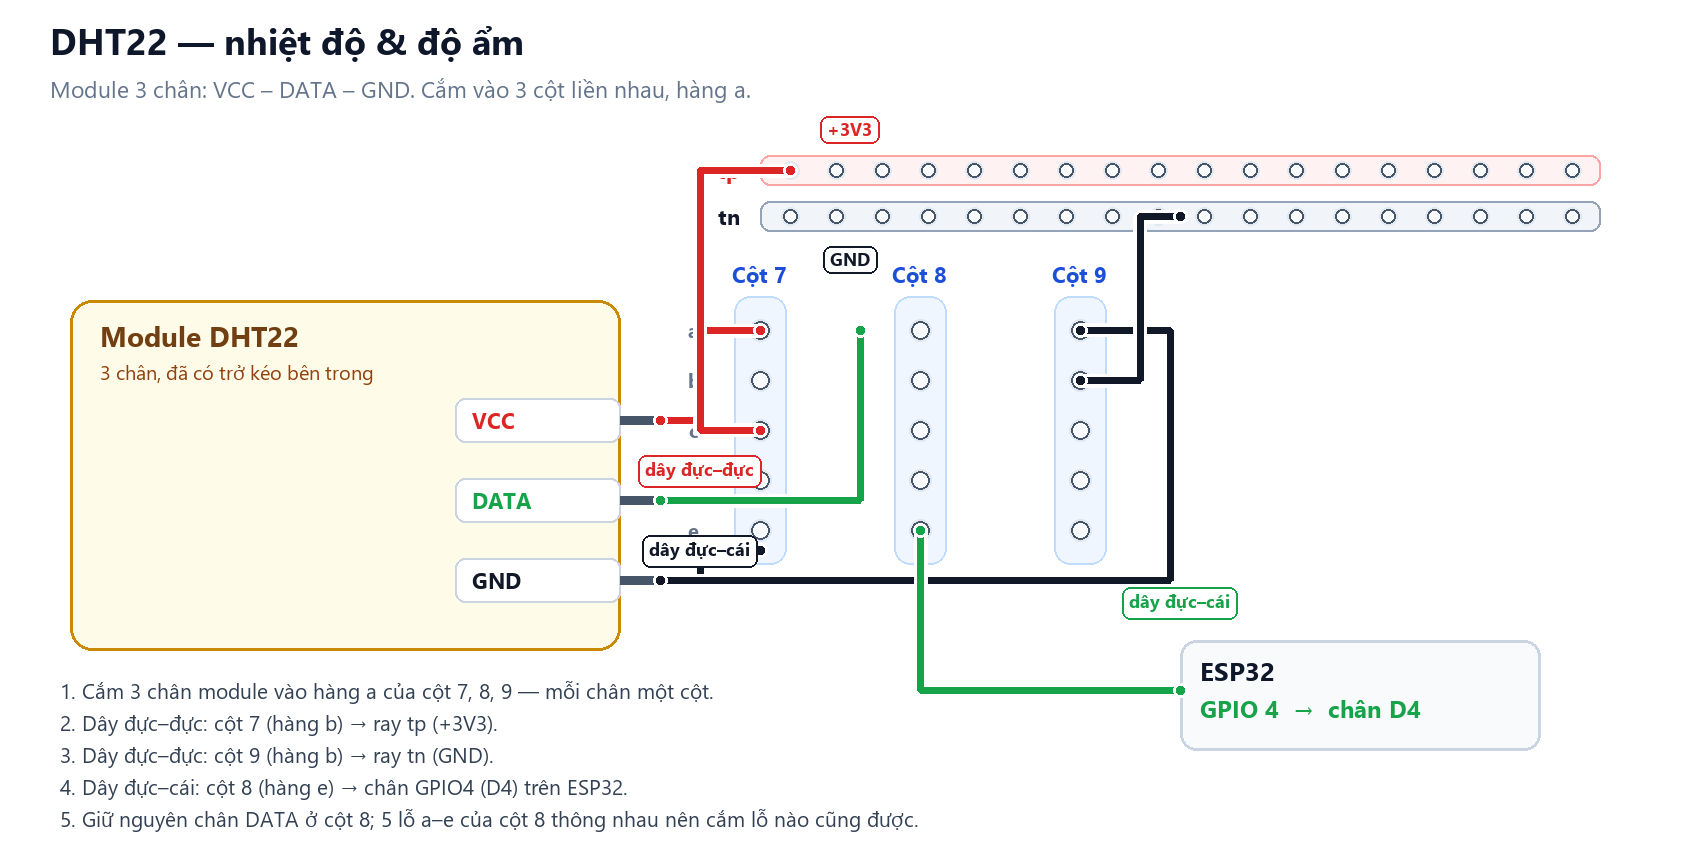 DHT22 — nhiệt độ & độ ẩm
Module 3 chân: VCC – DATA – GND. Cắm vào 3 cột liền nhau, hàng a.
+3V3
tn
GND
Cột 7
Cột 8
Cột 9
Module DHT22
3 chân, đã có trở kéo bên trong
VCC
dây đực–đực
DATA
e
dây đực–cái
GND
dây đực–cái
ESP32
GPIO 4 → chân D4
1. Cắm 3 chân module vào hàng a của cột 7, 8, 9 — mỗi chân một cột.
2. Dây đực–đực: cột 7 (hàng b) → ray tp (+3V3).
3. Dây đực–đực: cột 9 (hàng b) → ray tn (GND).
4. Dây đực–cái: cột 8 (hàng e) → chân GPIO4 (D4) trên ESP32.
5. Giữ nguyên chân DATA ở cột 8; 5 lỗ a–e của cột 8 thông nhau nên cắm lỗ nào cũng được.